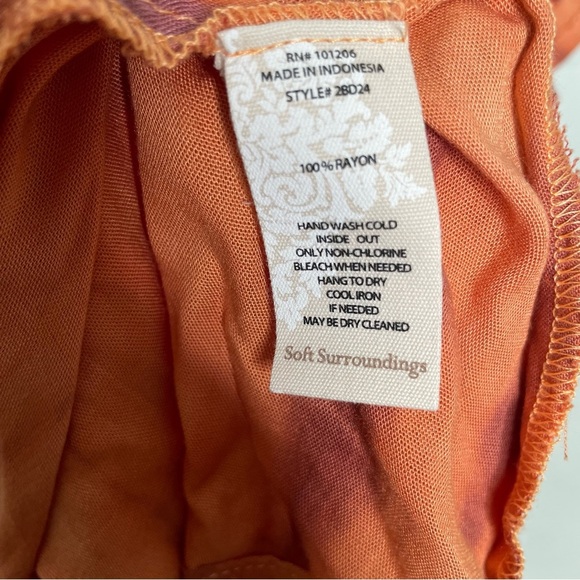 RN# 101206
MADE IN INDONESIA
STYLE# 2BD24
100% RAYON
HAND WASH COLD
INSIDE OUT
ONLY NON-CHLORINE
BLEACH WHEN NEEDED
HANG TO DRY
COOL IRON
IF NEEDED
MAY BE DRY CLEANED
Soft Surroundings